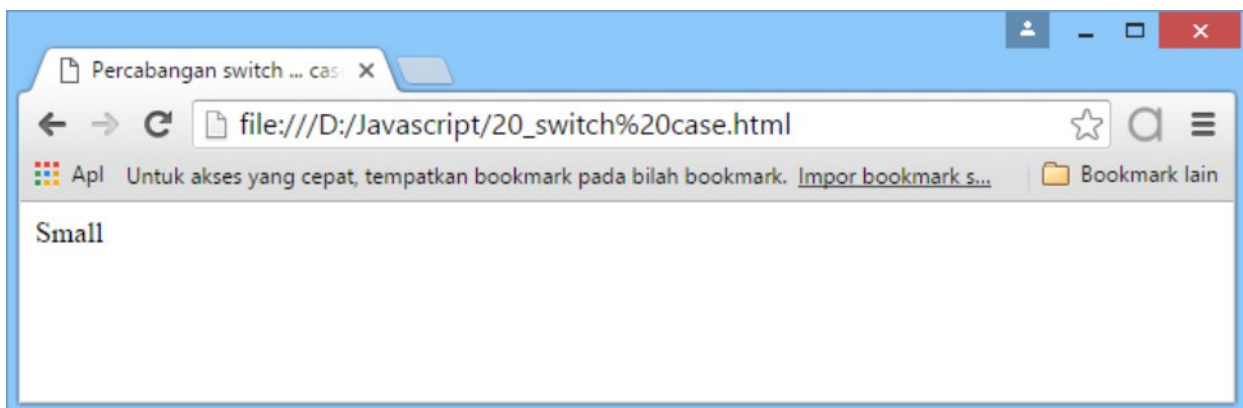 Percabangan switch ... cas
file:///D:/Javascript/20_switch%20case.html
Apl Untuk akses yang cepat, tempatkan bookmark pada bilah bookmark. Impor bookmark s... Bookmark lain
Small